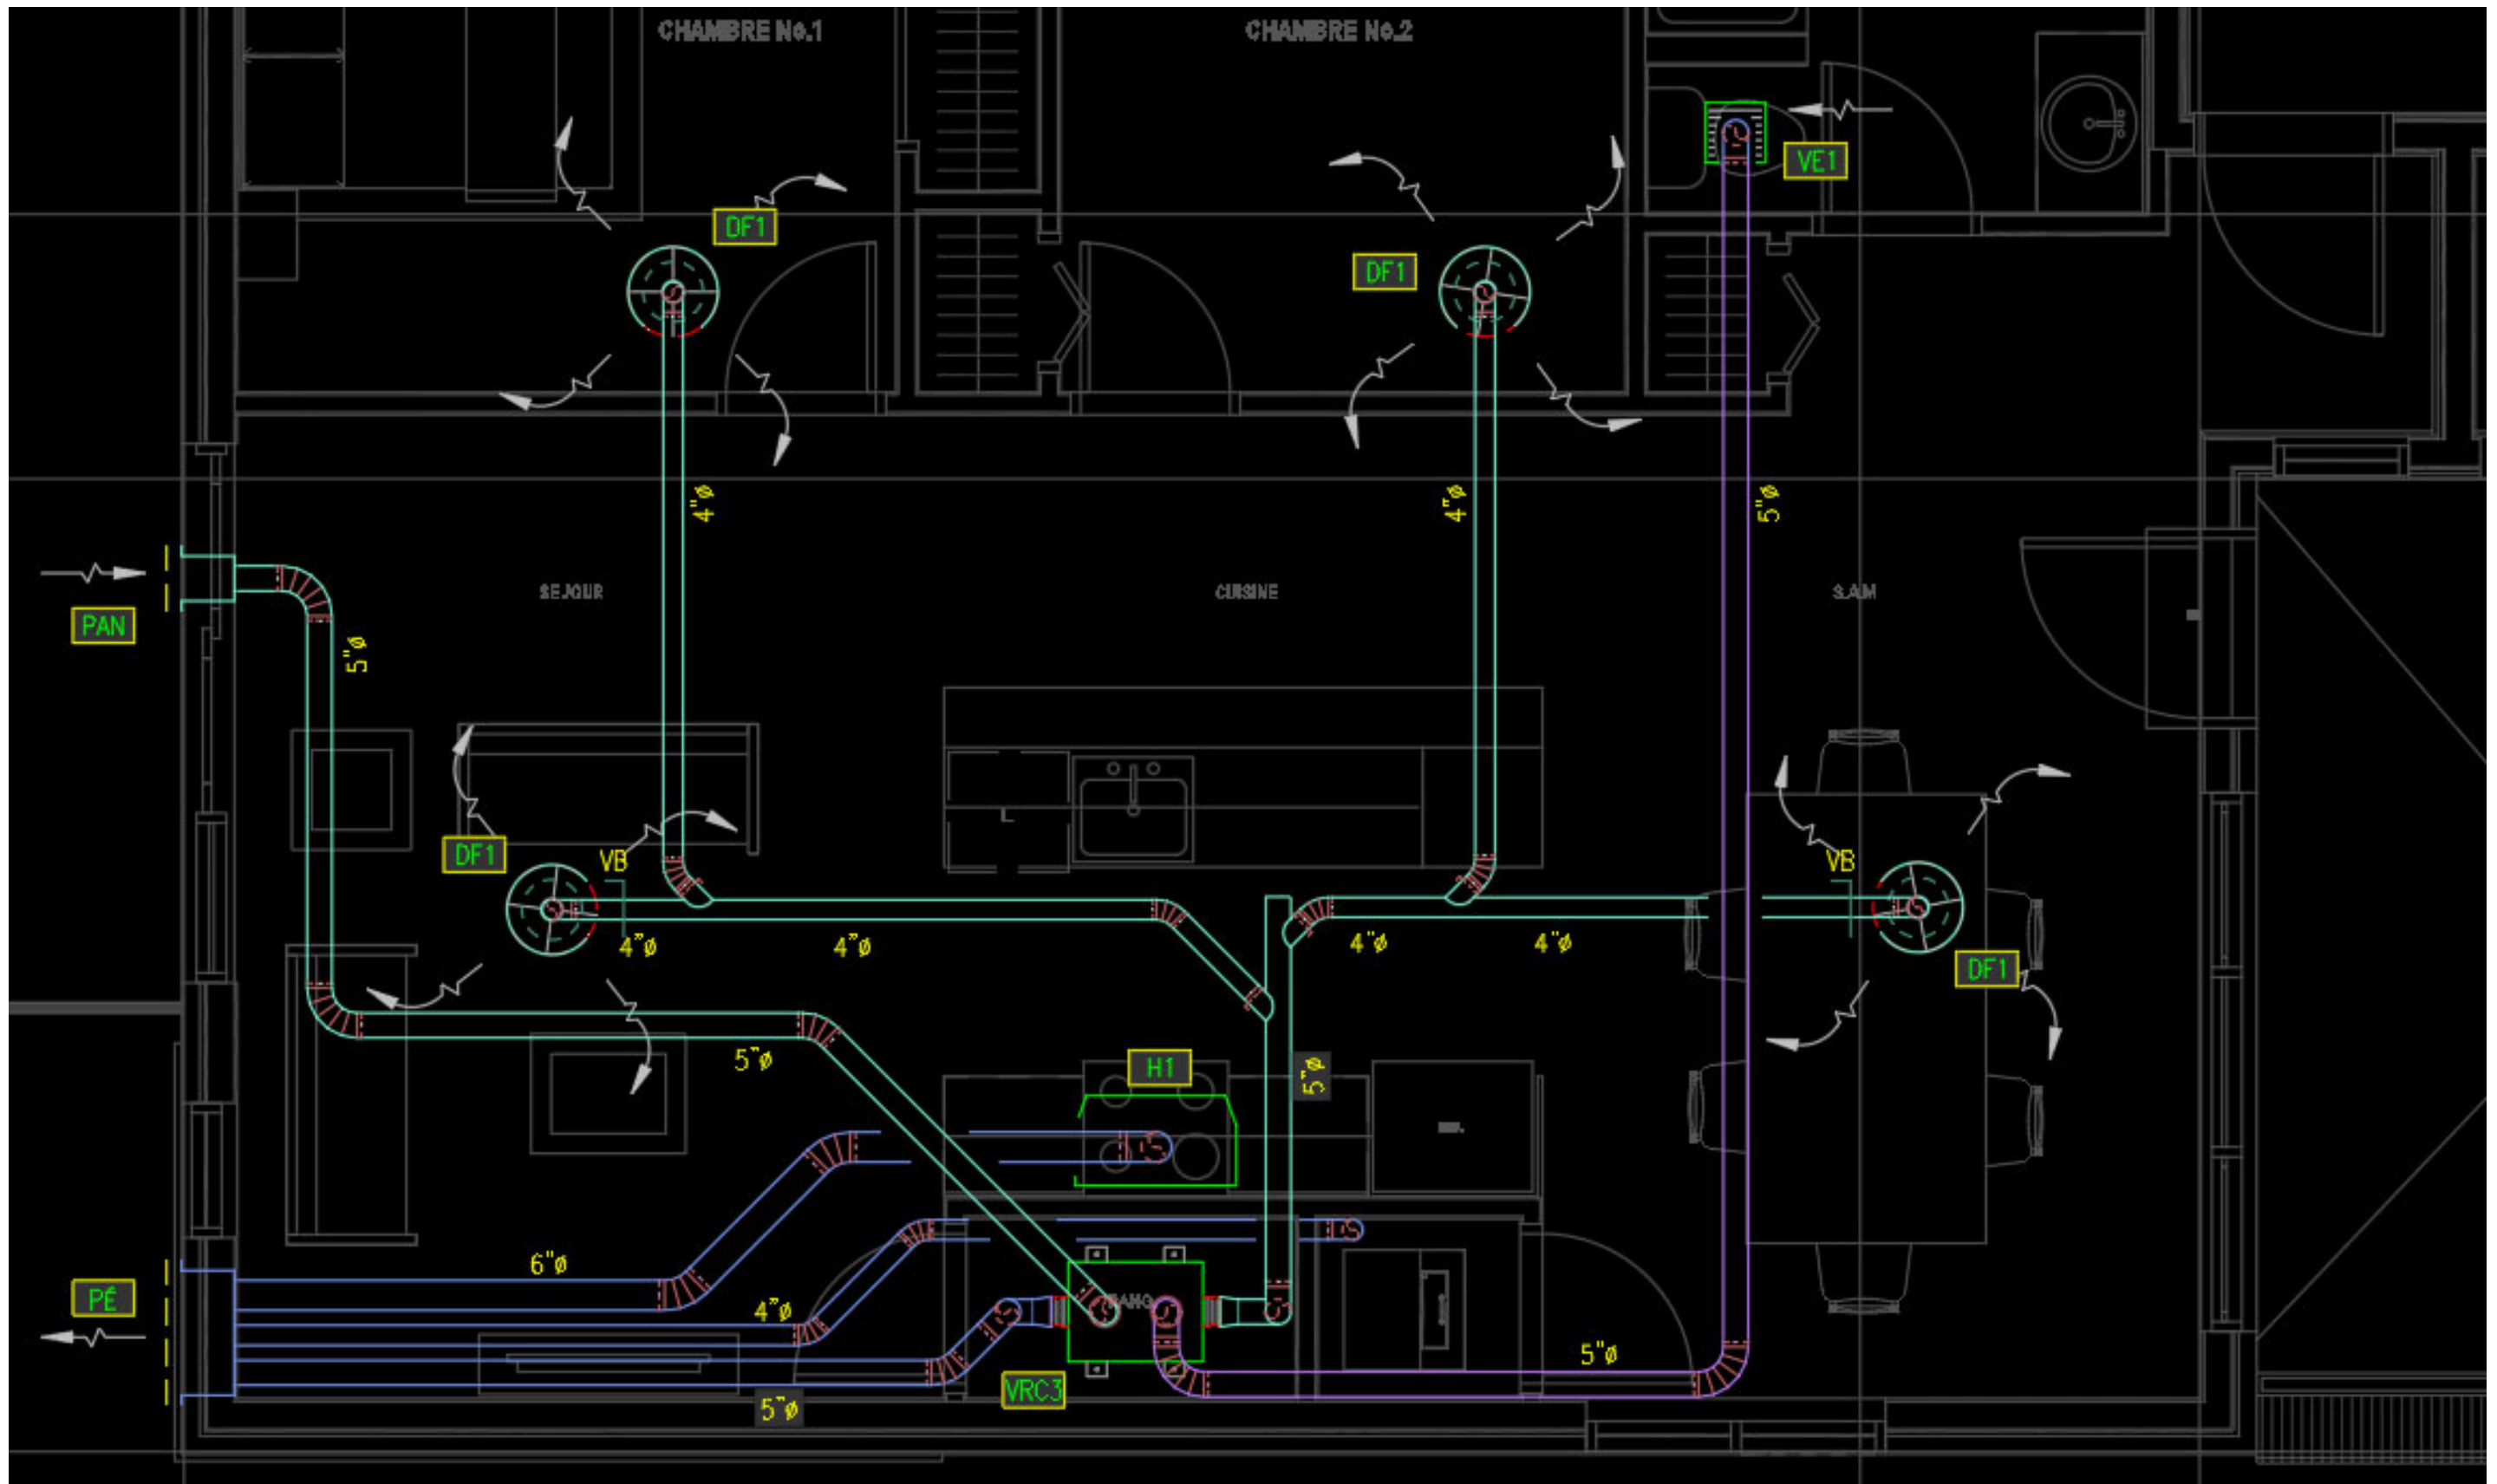 CHAMBRE No.1
CHAMBRE No.2
VE1
DF1
DF1
4"ø
4"ø
5"ø
SEJOUR
CUISINE
S.A.M
PAN
5"ø
DF1
VB
VB
4"ø
4"ø
4"ø
4"ø
DF1
5"ø
H1
5"ø
6"ø
PÉ
4"ø
5"ø
VRC3
5"ø